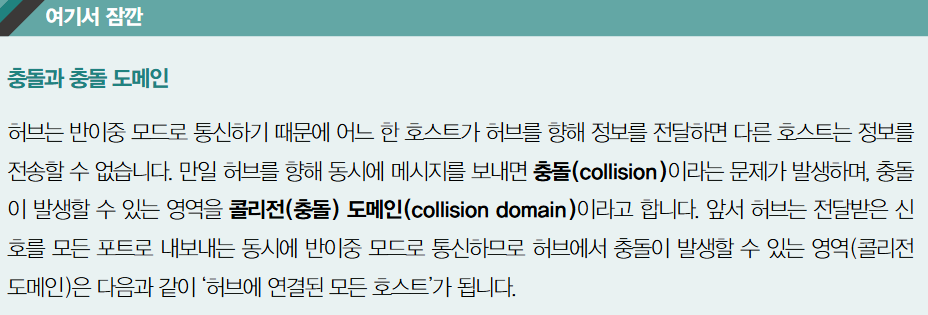 여기서 잠깐
충돌과 충돌 도메인
허브는 반이중 모드로 통신하기 때문에 어느 한 호스트가 허브를 향해 정보를 전달하면 다른 호스트는 정보를
전송할 수 없습니다. 만일 허브를 향해 동시에 메시지를 보내면 충돌(collision)이라는 문제가 발생하며, 충돌
이 발생할 수 있는 영역을 콜리전(충돌) 도메인(collision domain)이라고 합니다. 앞서 허브는 전달받은 신
호를 모든 포트로 내보내는 동시에 반이중 모드로 통신하므로 허브에서 충돌이 발생할 수 있는 영역(콜리전
도메인)은 다음과 같이 ‘허브에 연결된 모든 호스트’가 됩니다.